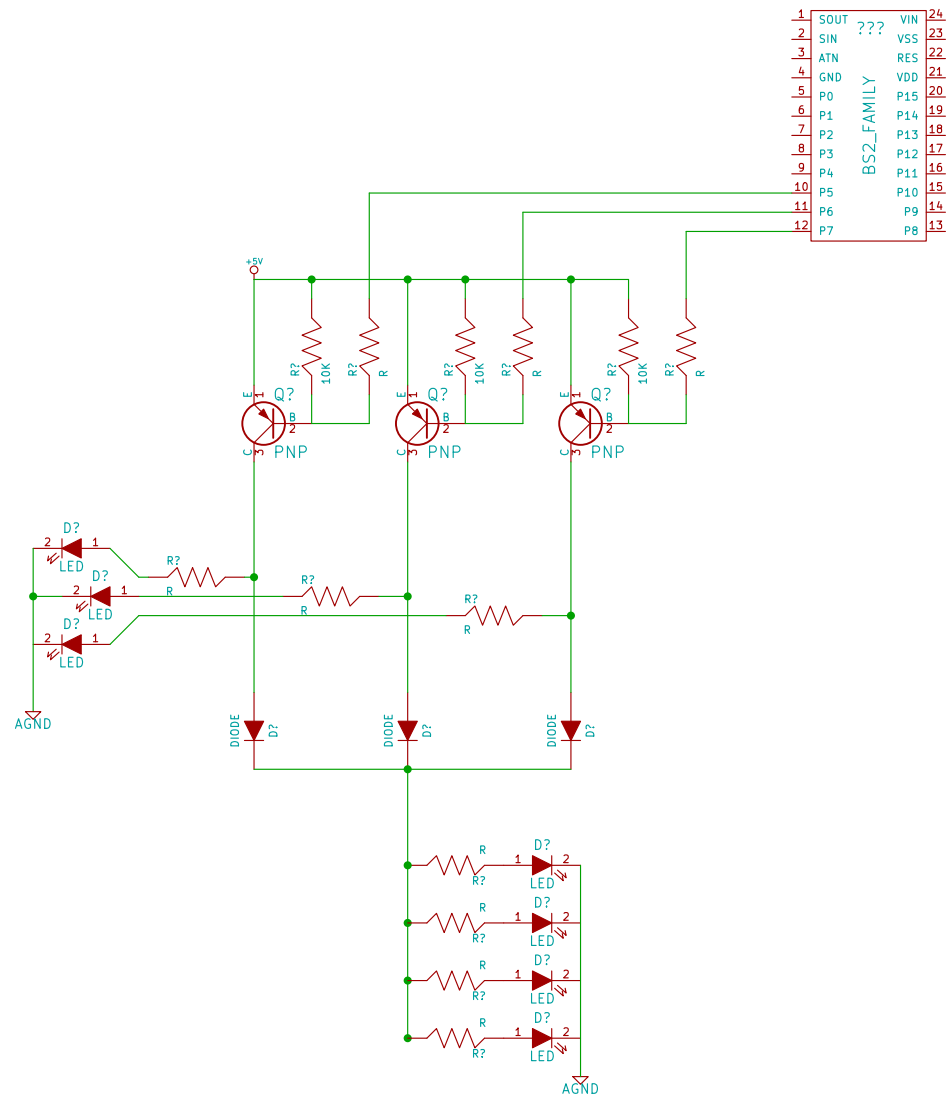 1 SOUT VIN 24
???
2 SIN VSS 23
3 ATN RES 22
4 GND VDD 21
5 P0 P15 20
6 P1 P14 19
7 P2 P13 18
8 P3 P12 17
9 P4 P11 16
10 P5 P10 15
11 P6 P9 14
12 P7 P8 13
BS2_FAMILY
+5V
R? 10K R? R R? 10K R? R R? 10K R? R
E 1 Q? E 1 Q? E 1 Q?
B 2 B 2 B 2
C 3 PNP C 3 PNP C 3 PNP
D?
2 1
LED
R?
R
D?
2 1
LED
R?
R
D?
2 1
LED
R?
R
AGND
DIODE D? DIODE D? DIODE D?
R D?
1 2
R? LED
R D?
1 2
R? LED
R D?
1 2
R? LED
R D?
1 2
R? LED
AGND